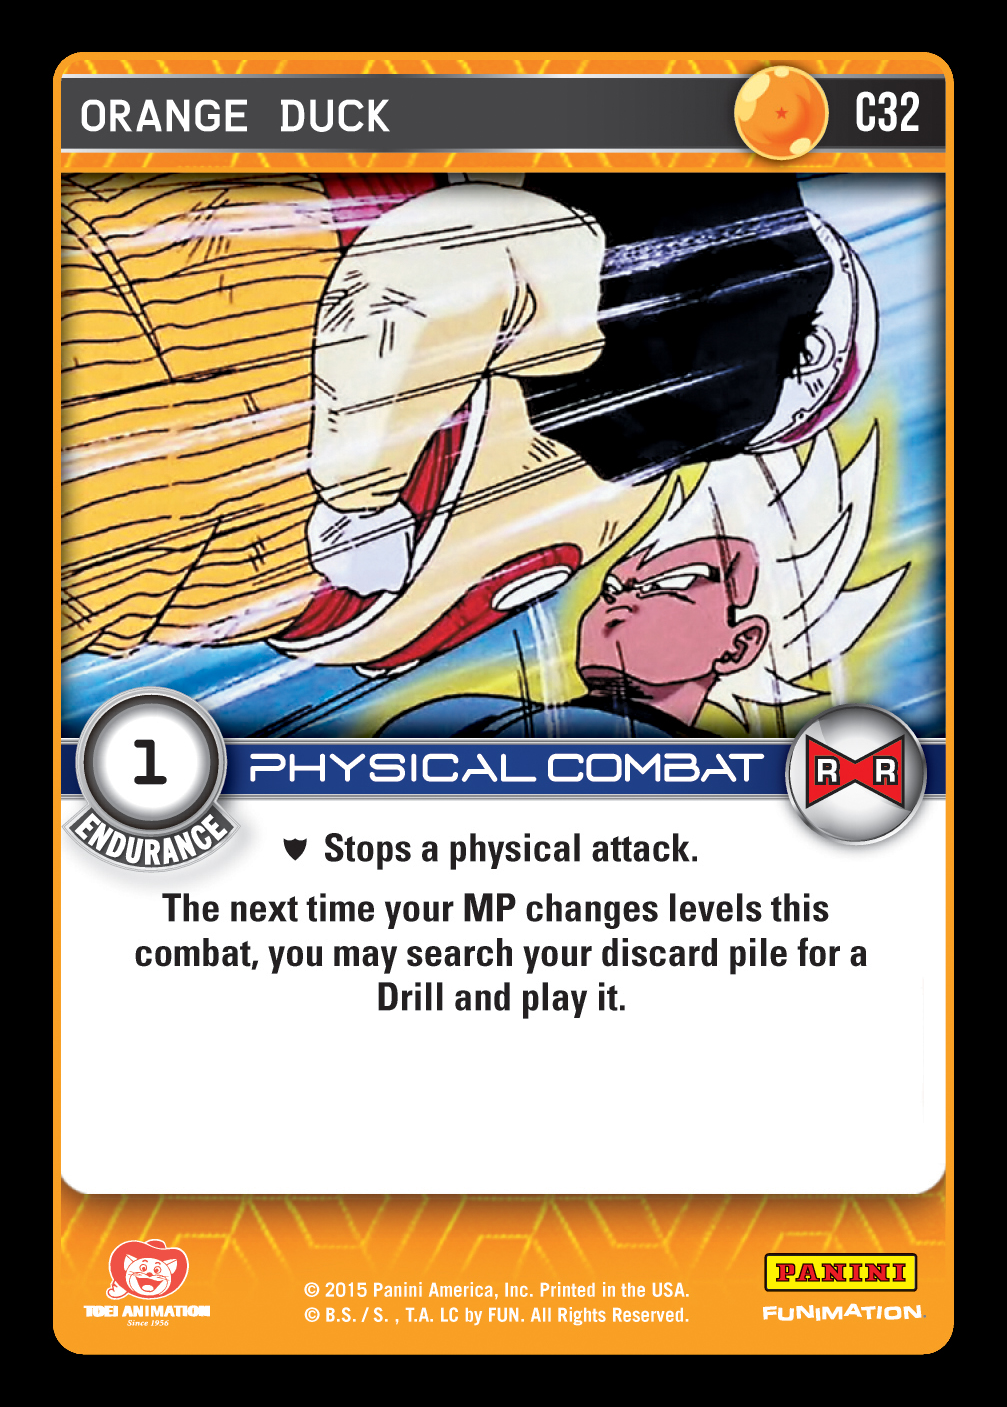 ORANGE DUCK
C32
1
ENDURANCE
PHYSICAL COMBAT
R R
Stops a physical attack.
The next time your MP changes levels this
combat, you may search your discard pile for a
Drill and play it.
TOEI ANIMATION
Since 1956
© 2015 Panini America, Inc. Printed in the USA.
© B.S. / S. , T.A. LC by FUN. All Rights Reserved.
PANINI
FUNIMATION